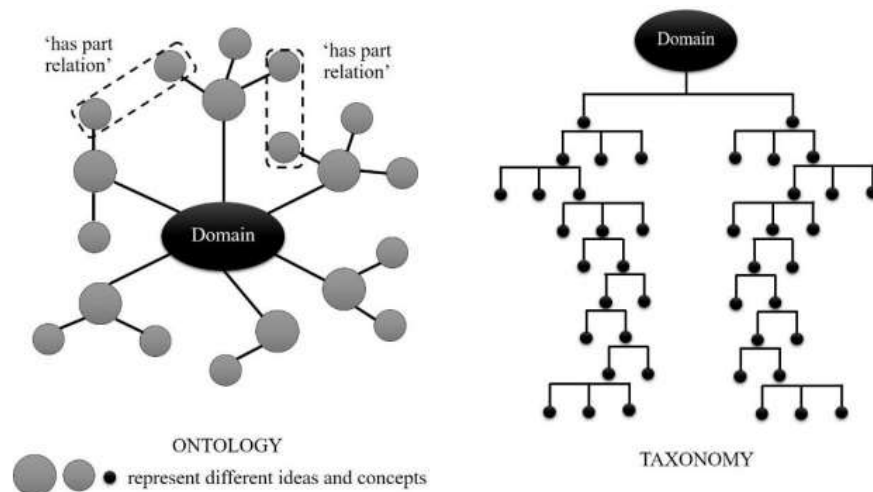 ‘has part
relation’
‘has part
relation’
Domain
ONTOLOGY
represent different ideas and concepts
Domain
TAXONOMY